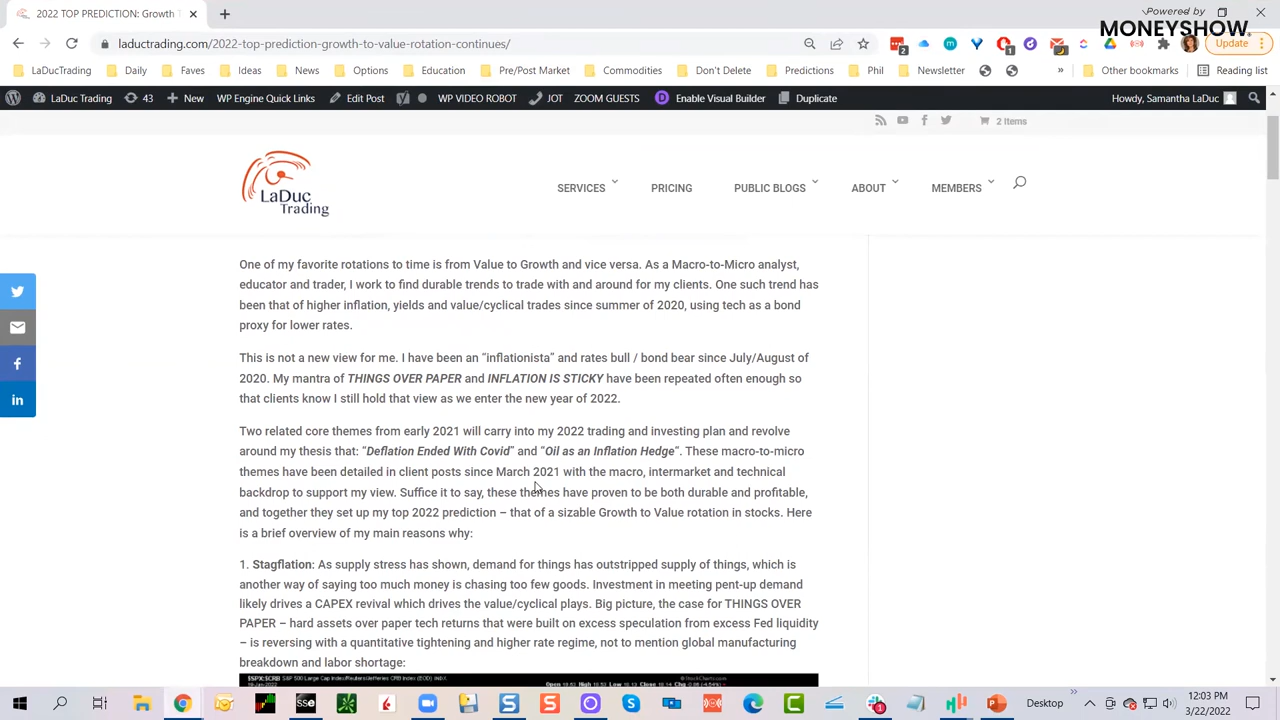 2022 TOP PREDICTION: Growth
MONEYSHOW
laductrading.com/2022-top-prediction-growth-to-value-rotation-continues/
2
1
Update
LaDucTrading
Daily
Faves
Ideas
News
Options
Education
Pre/Post Market
Commodities
Don't Delete
Predictions
Phil
Newsletter
»
Other bookmarks
Reading list
LaDuc Trading
43
+ New
Edit Post
WP VIDEO ROBOT
JOT
ZOOM GUESTS
Enable Visual Builder
Duplicate
Howdy, Samantha LaDuc
2 Items
LaDuc
Trading
SERVICES
PRICING
PUBLIC BLOGS
ABOUT
MEMBERS
One of my favorite rotations to time is from Value to Growth and vice versa. As a Macro-to-Micro analyst,
educator and trader, I work to find durable trends to trade with and around for my clients. One such trend has
been that of higher inflation, yields and value/cyclical trades since summer of 2020, using tech as a bond
proxy for lower rates.
This is not a new view for me. I have been an “inflationista” and rates bull / bond bear since July/August of
2020. My mantra of THINGS OVER PAPER and INFLATION IS STICKY have been repeated often enough so
that clients know I still hold that view as we enter the new year of 2022.
Two related core themes from early 2021 will carry into my 2022 trading and investing plan and revolve
around my thesis that: “Deflation Ended With Covid” and “Oil as an Inflation Hedge“. These macro-to-micro
themes have been detailed in client posts since March 2021 with the macro, intermarket and technical
backdrop to support my view. Suffice it to say, these themes have proven to be both durable and profitable,
and together they set up my top 2022 prediction – that of a sizable Growth to Value rotation in stocks. Here
is a brief overview of my main reasons why:
1. Stagflation: As supply stress has shown, demand for things has outstripped supply of things, which is
another way of saying too much money is chasing too few goods. Investment in meeting pent-up demand
likely drives a CAPEX revival which drives the value/cyclical plays. Big picture, the case for THINGS OVER
PAPER – hard assets over paper tech returns that were built on excess speculation from excess Fed liquidity
– is reversing with a quantitative tightening and higher rate regime, not to mention global manufacturing
breakdown and labor shortage:
$SPX:$CRB S&P 500 Large Cap Index/Reuters/Jefferies CRB Index (EOD) INDX
© StockCharts.com
Desktop
12:03 PM
3/22/2022